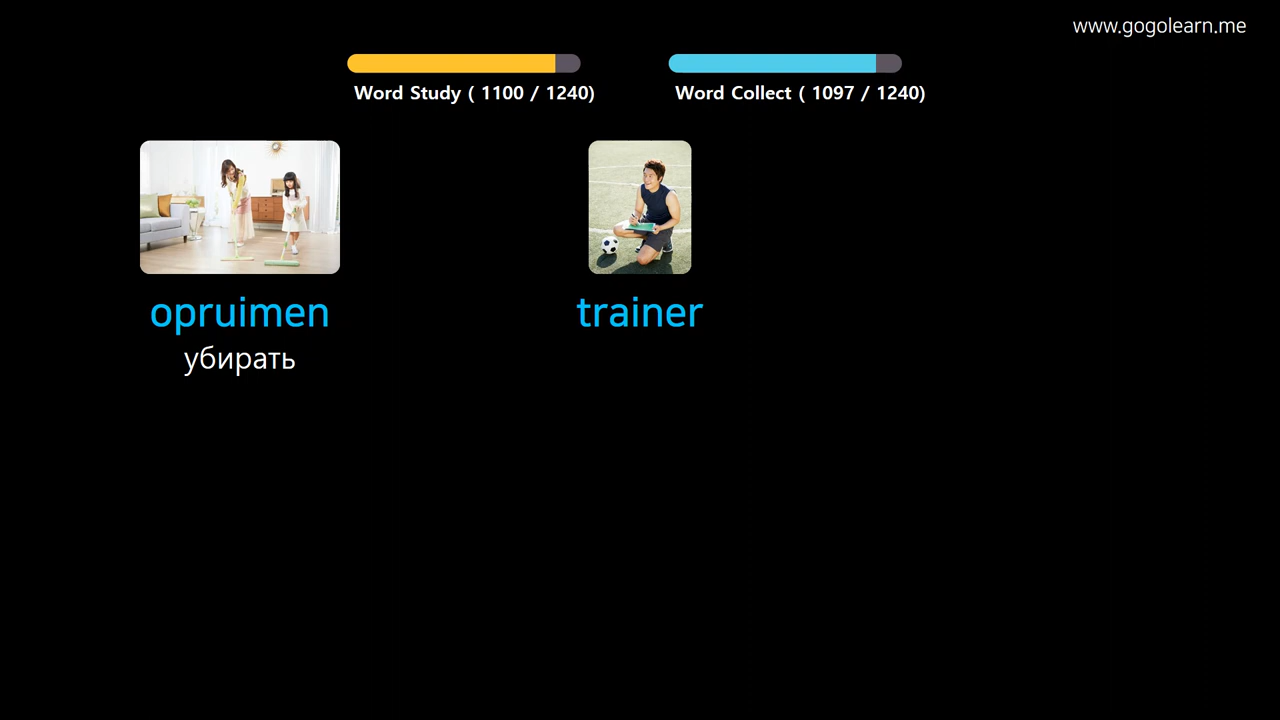 www.gogolearn.me
Word Study ( 1100 / 1240)
Word Collect ( 1097 / 1240)
opruimen
убирать
trainer